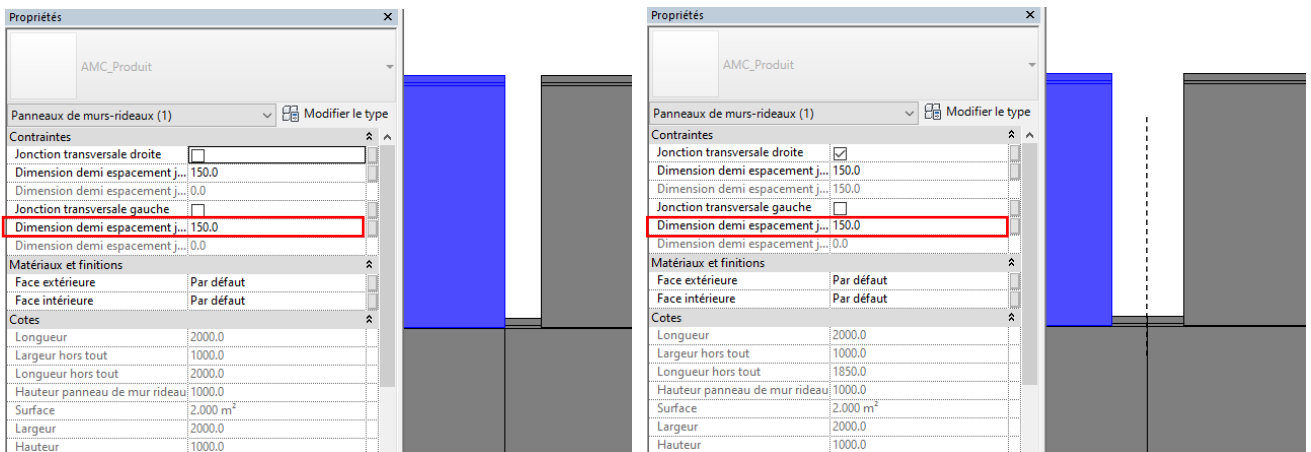 Propriétés
AMC_Produit
Panneaux de murs-rideaux (1)
Modifier le type
Contraintes
Jonction transversale droite
Dimension demi espacement j... 150.0
Dimension demi espacement j... 0.0
Jonction transversale gauche
Dimension demi espacement j... 150.0
Dimension demi espacement j... 0.0
Matériaux et finitions
Face extérieure Par défaut
Face intérieure Par défaut
Cotes
Longueur 2000.0
Largeur hors tout 1000.0
Longueur hors tout 2000.0
Hauteur panneau de mur rideau 1000.0
Surface 2.000 m²
Largeur 2000.0
Hauteur 1000.0
Propriétés
AMC_Produit
Panneaux de murs-rideaux (1)
Modifier le type
Contraintes
Jonction transversale droite
Dimension demi espacement j... 150.0
Dimension demi espacement j... 150.0
Jonction transversale gauche
Dimension demi espacement j... 150.0
Dimension demi espacement j... 0.0
Matériaux et finitions
Face extérieure Par défaut
Face intérieure Par défaut
Cotes
Longueur 2000.0
Largeur hors tout 1000.0
Longueur hors tout 1850.0
Hauteur panneau de mur rideau 1000.0
Surface 2.000 m²
Largeur 2000.0
Hauteur 1000.0